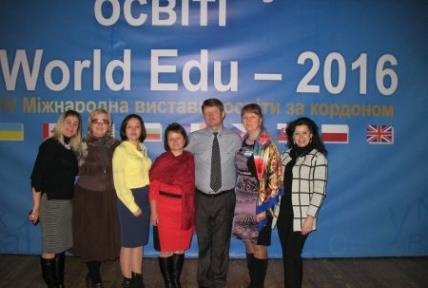 ОСВІТІ
World Edu – 2016
IV Міжнародна виставка освіти за кордоном